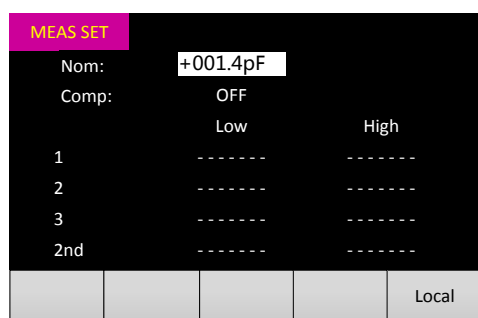 MEAS SET
Nom: +001.4pF
Comp: OFF
Low High
1 - - - - - - - - - - - - - -
2 - - - - - - - - - - - - - -
3 - - - - - - - - - - - - - -
2nd - - - - - - - - - - - - - -
Local